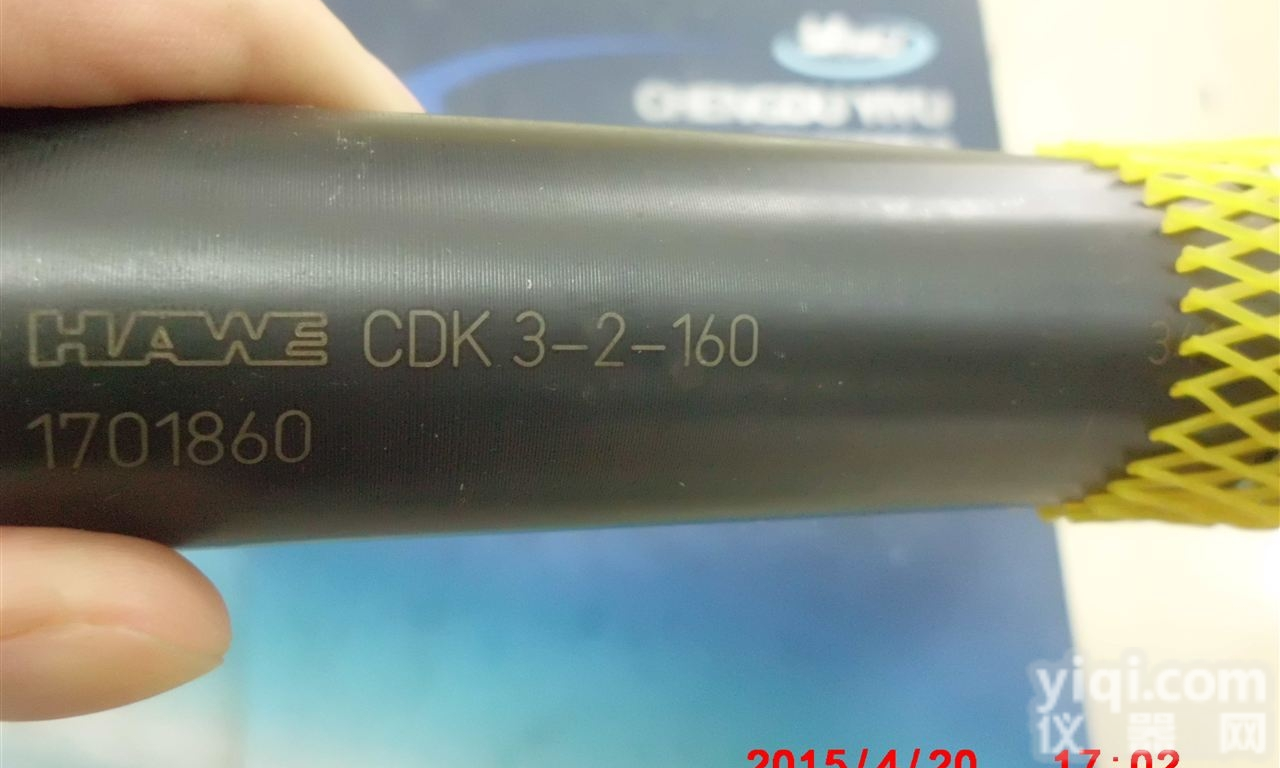 CHENGDU YIYU
HAWE CDK 3-2-160
1701860
yiqi.com
仪器网
2015/4/20 17:02